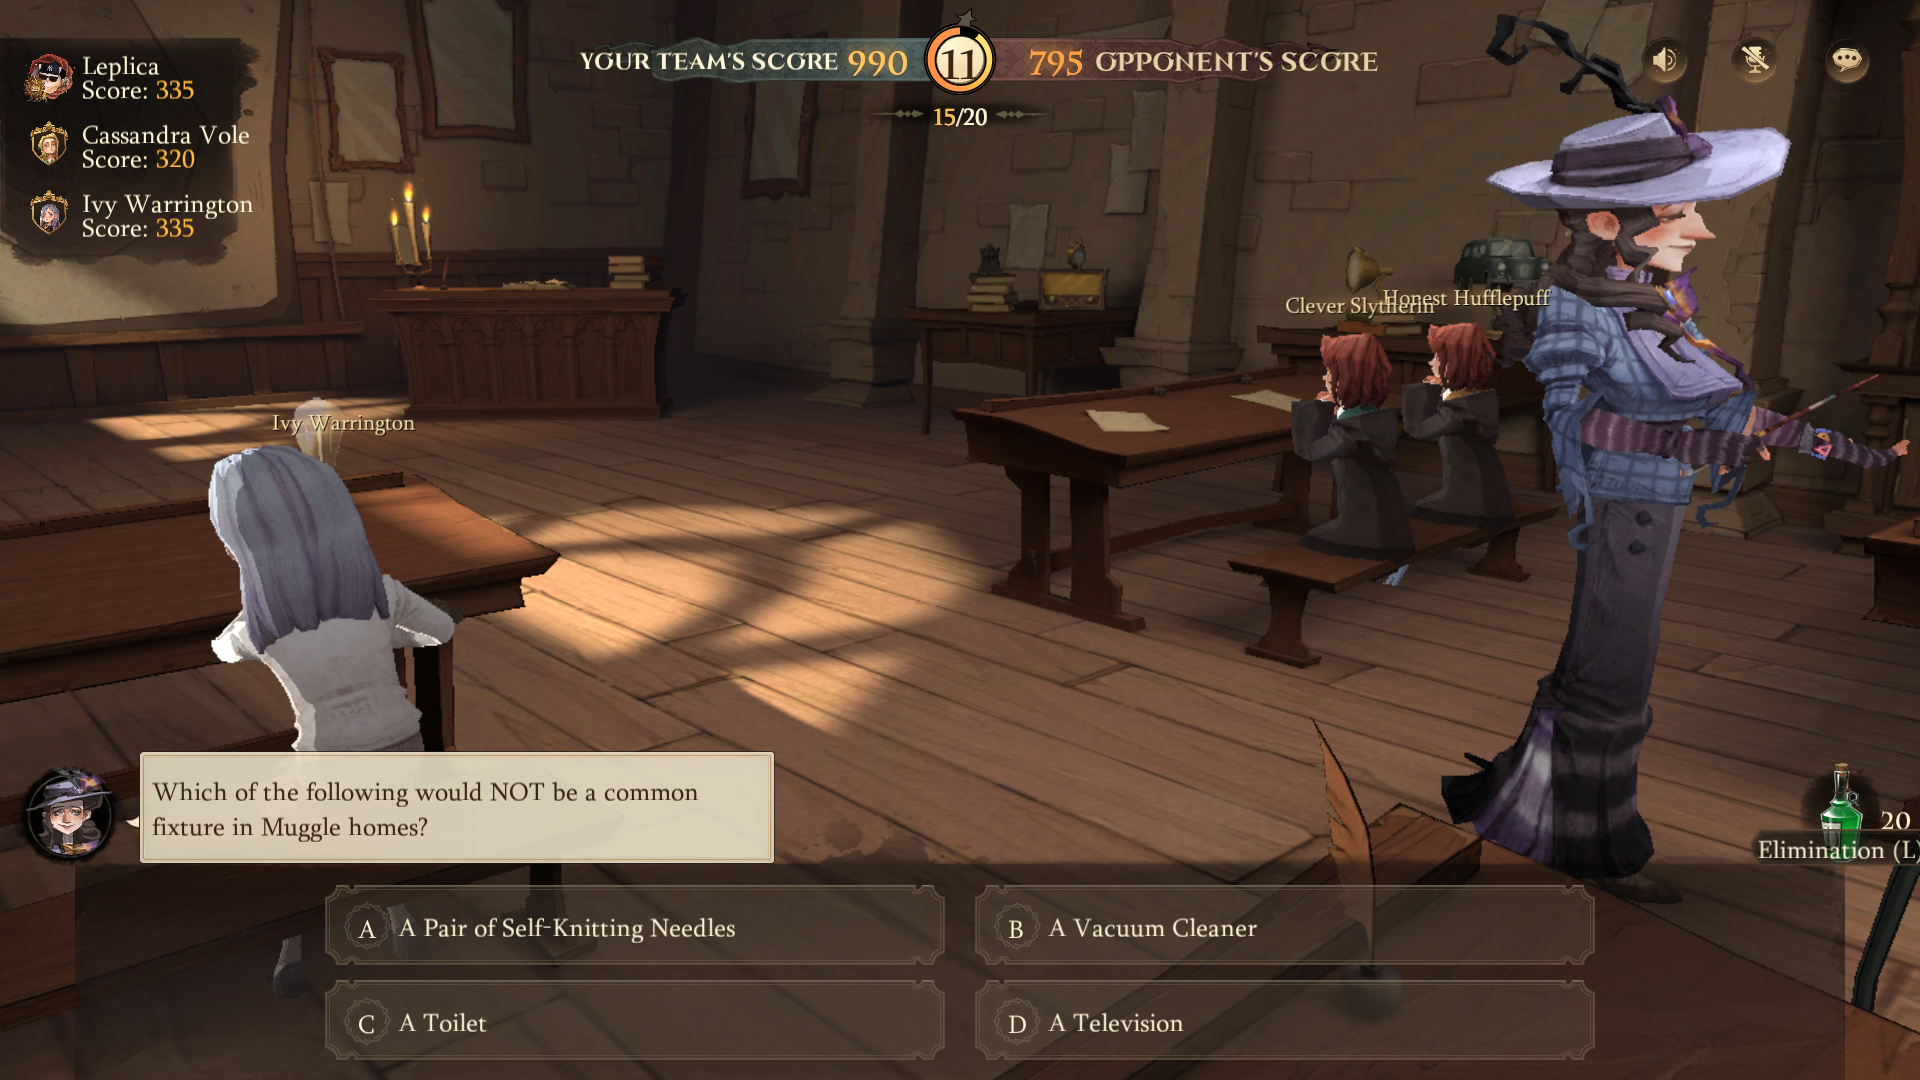 Leplica
Score: 335
Cassandra Vole
Score: 320
Ivy Warrington
Score: 335
YOUR TEAM'S SCORE 990
11
795 OPPONENT'S SCORE
15/20
Clever Slytherin
Honest Hufflepuff
Ivy Warrington
Which of the following would NOT be a common
fixture in Muggle homes?
20
Elimination (L)
A A Pair of Self-Knitting Needles
B A Vacuum Cleaner
C A Toilet
D A Television